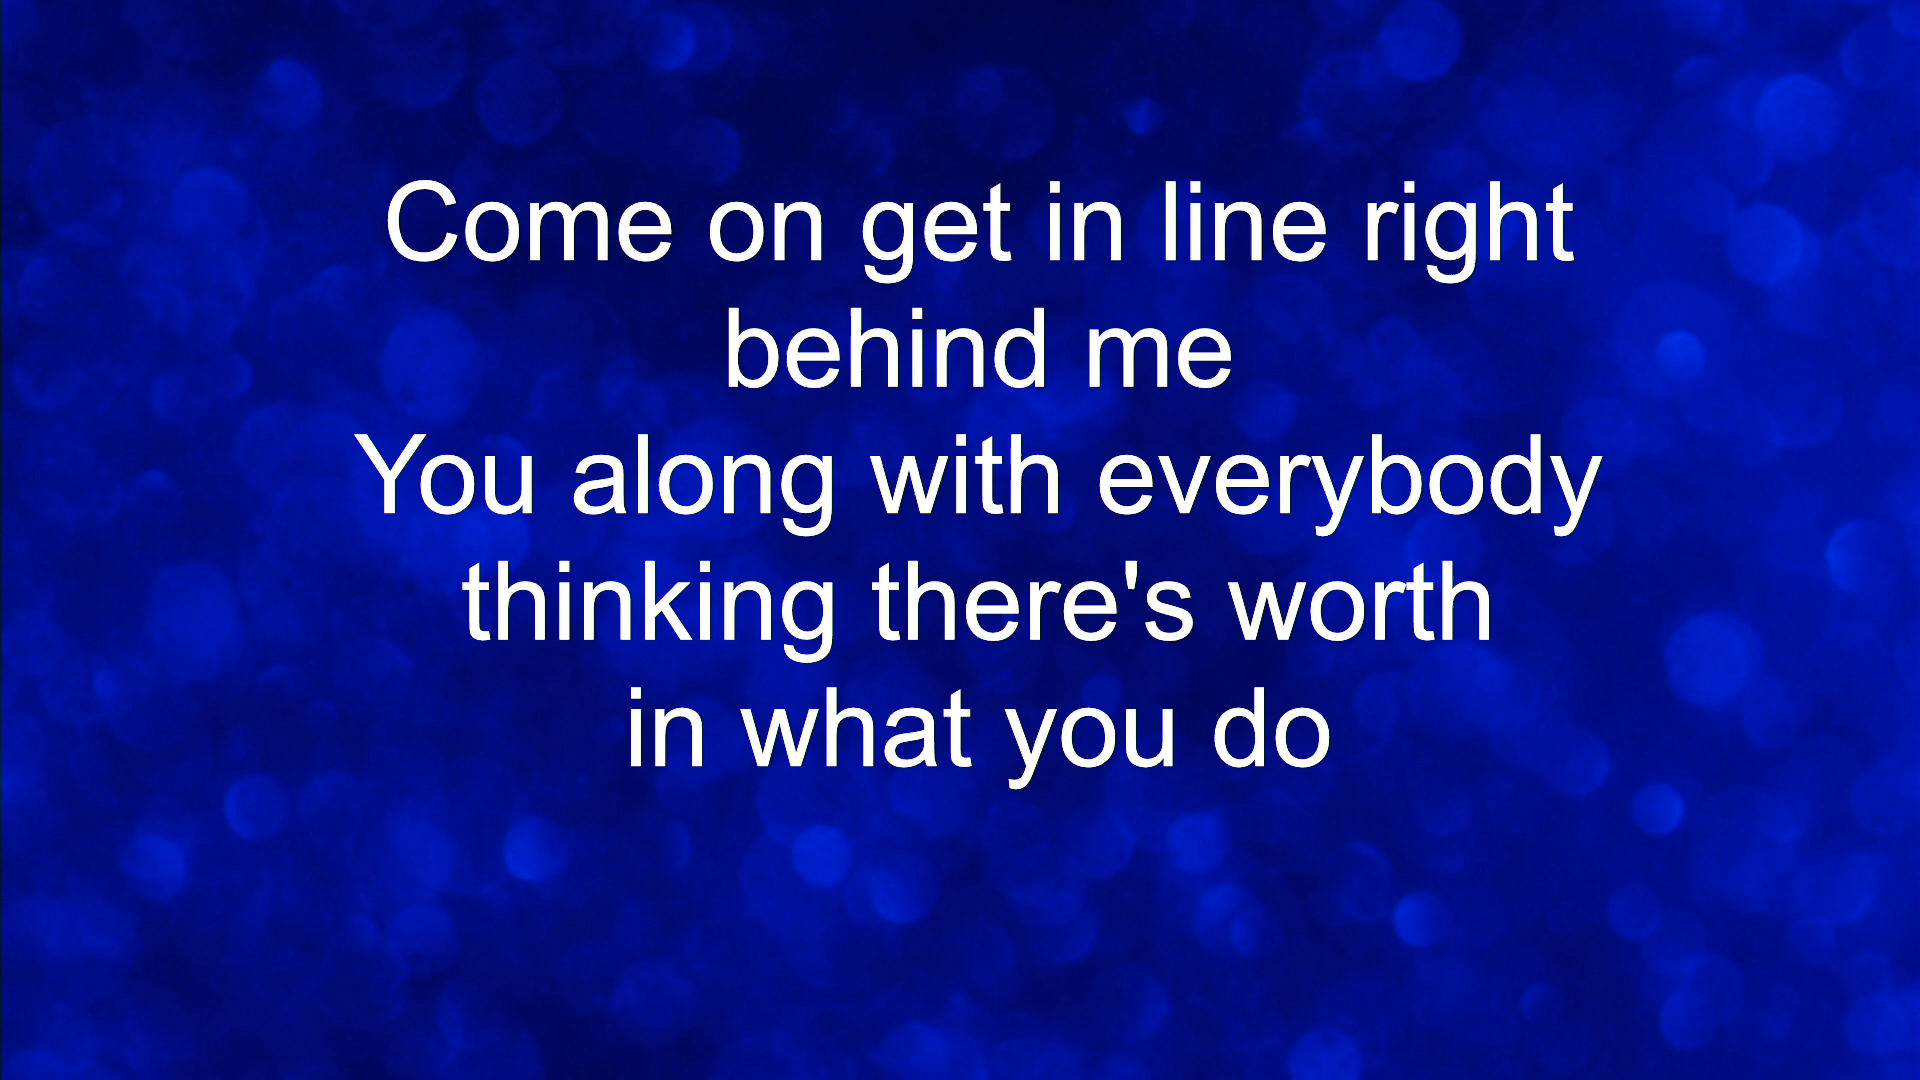 Come on get in line right
behind me
You along with everybody
thinking there's worth
in what you do